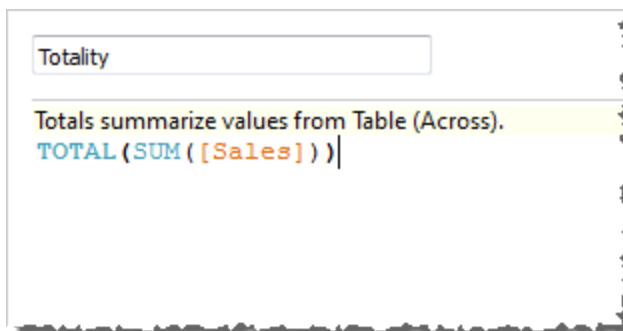 Totality
Totals summarize values from Table (Across).
TOTAL(SUM([Sales]))